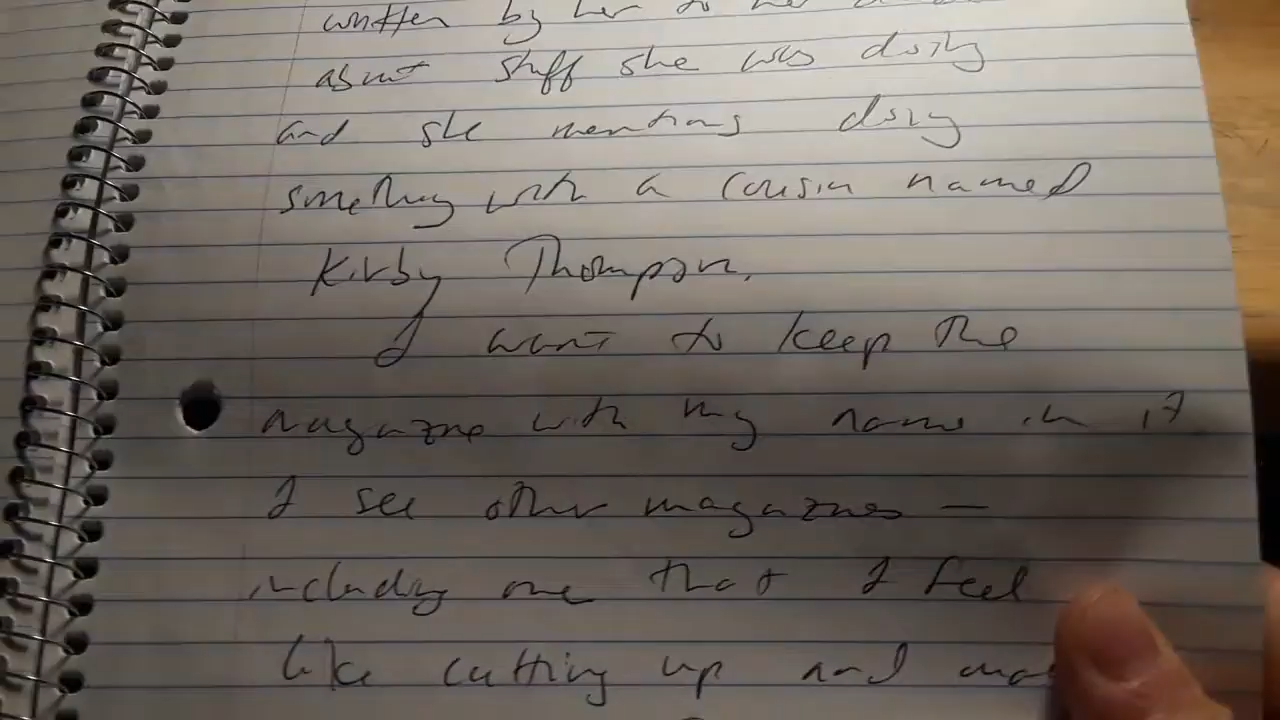 written by her to her
about stuff she was doing
and she mentions doing
something with a cousin named
Kirby Thompson.
I want to keep the
magazine with my name in it
I see other magazines —
including one that I feel
like cutting up and